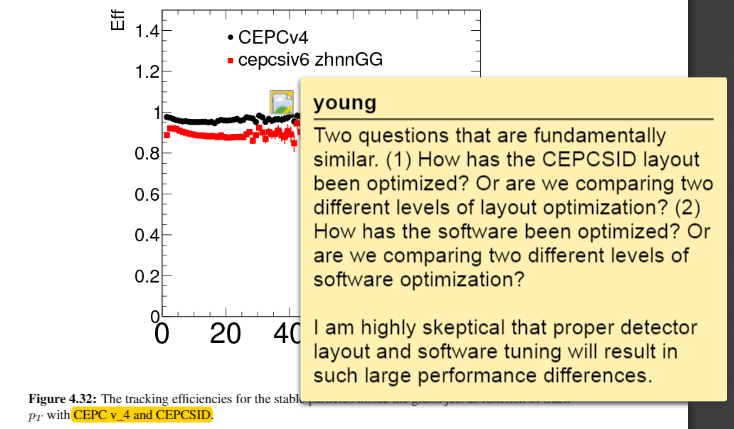 Eff
1.4
1.2
1
0.8
0.6
0.4
0.2
0
0 20 40
CEPCv4
cepcsiv6 zhnnGG
young
Two questions that are fundamentally
similar. (1) How has the CEPCSID layout
been optimized? Or are we comparing two
different levels of layout optimization? (2)
How has the software been optimized? Or
are we comparing two different levels of
software optimization?
I am highly skeptical that proper detector
layout and software tuning will result in
such large performance differences.
Figure 4.32: The tracking efficiencies for the stable
pT with CEPC v_4 and CEPCSID.